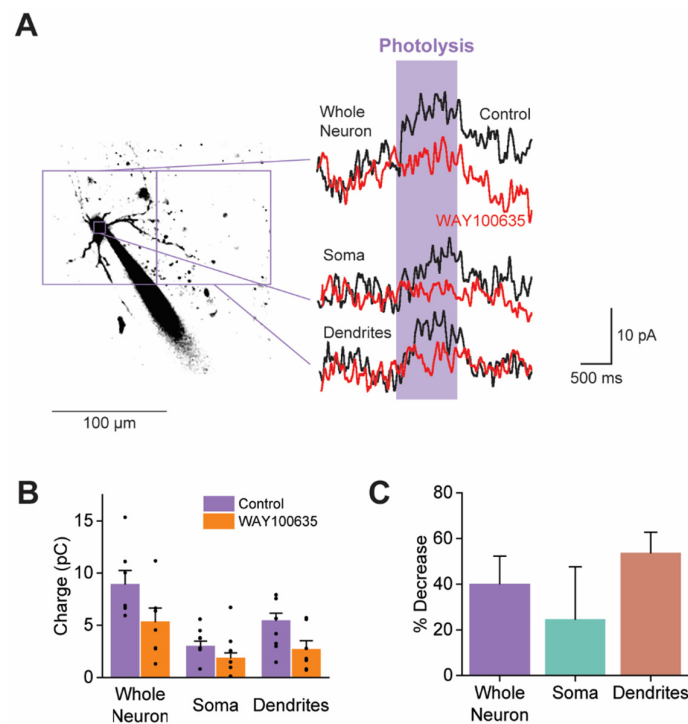 A
Photolysis
Whole
Neuron
Control
WAY100635
Soma
Dendrites
10 pA
500 ms
100 µm
B
Control
WAY100635
Charge (pC)
15
10
5
0
Whole
Neuron
Soma
Dendrites
C
% Decrease
80
60
40
20
0
Whole
Neuron
Soma
Dendrites